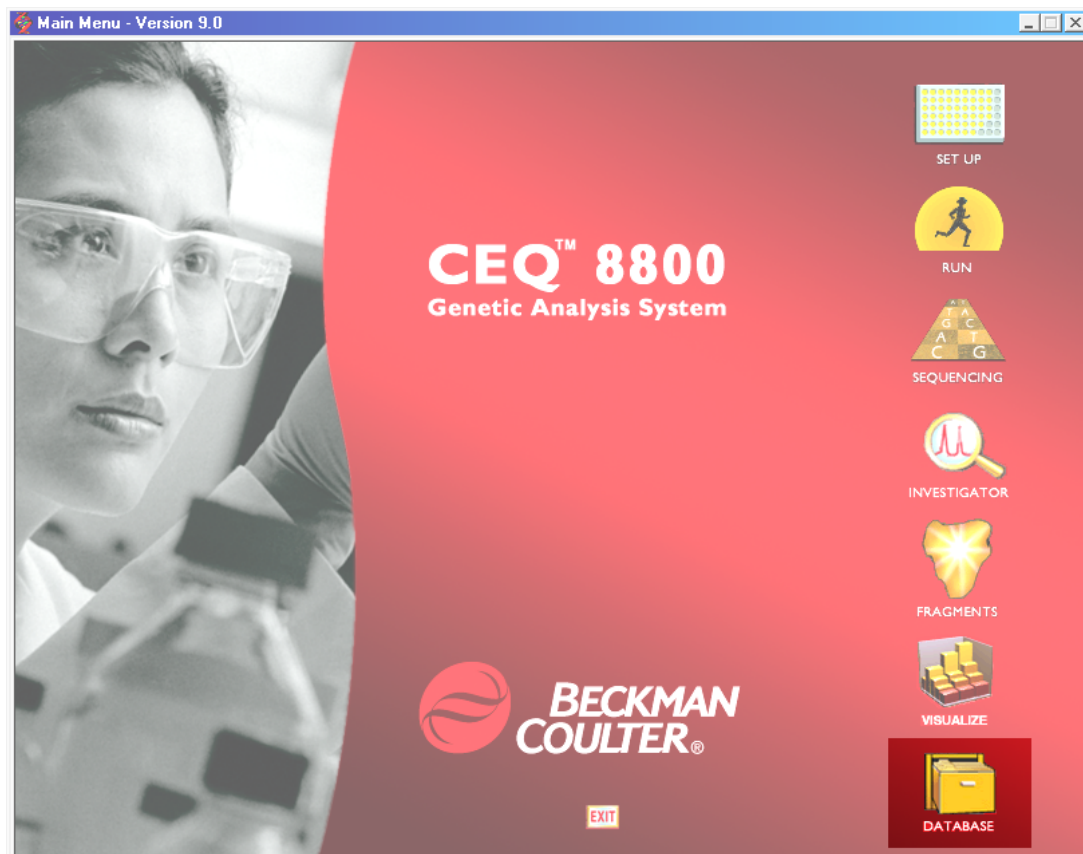 Main Menu - Version 9.0
CEQ™ 8800
Genetic Analysis System
BECKMAN
COULTER®
EXIT
SET UP
RUN
A T
T A
G C
A T
C G
SEQUENCING
INVESTIGATOR
FRAGMENTS
VISUALIZE
DATABASE